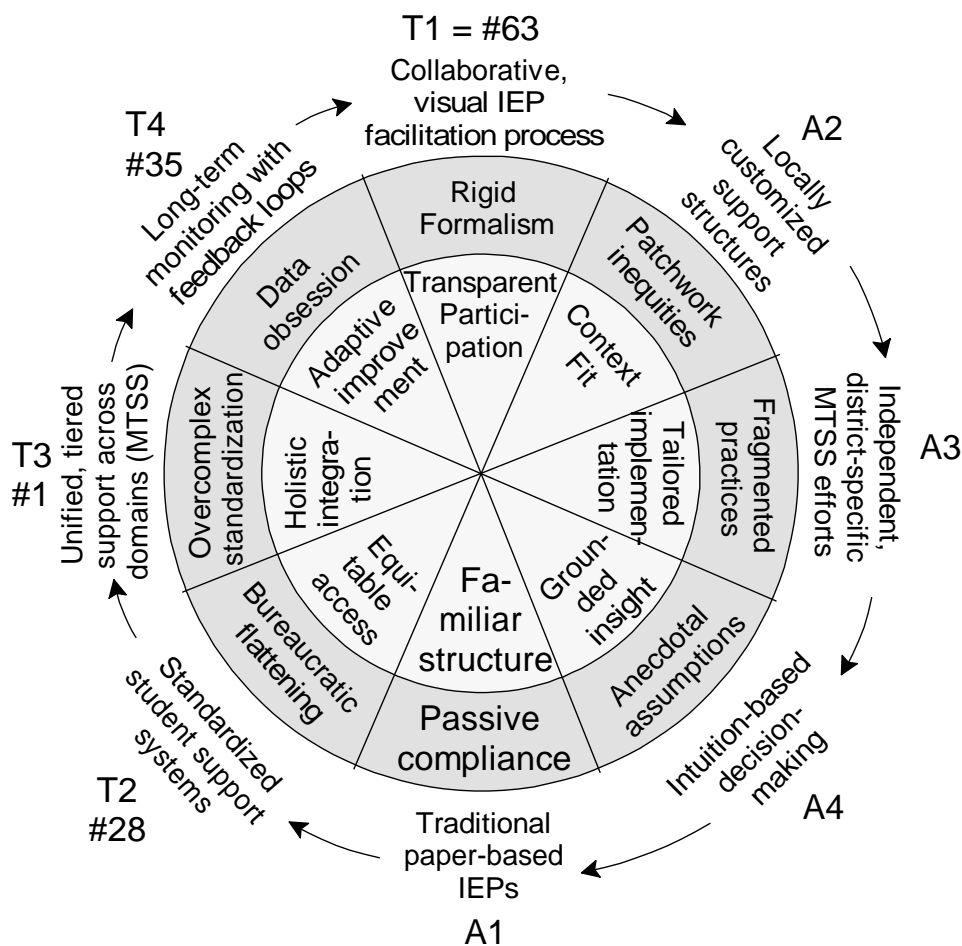 T1 = #63
Collaborative,
visual IEP
facilitation process
A2
Locally
customized
support
structures
A3
Independent,
district-specific
MTSS efforts
A4
Intuition-based
decision-
making
Traditional
paper-based
IEPs
A1
T2
#28
Standardized
student support
systems
T3
#1
Unified, tiered
support across
domains (MTSS)
T4
#35
Long-term
monitoring with
feedback loops
Rigid
Formalism
Patchwork
inequities
Fragmented
practices
Anecdotal
assumptions
Passive
compliance
Bureaucratic
flattening
Overcomplex
standardization
Data
obsession
Transparent
Partici-
pation
Context
Fit
Tailored
implemen-
tation
Groun-
ded
insight
Fa-
miliar
structure
Equi-
table
access
Holistic
integra-
tion
Adaptive
improve
ment